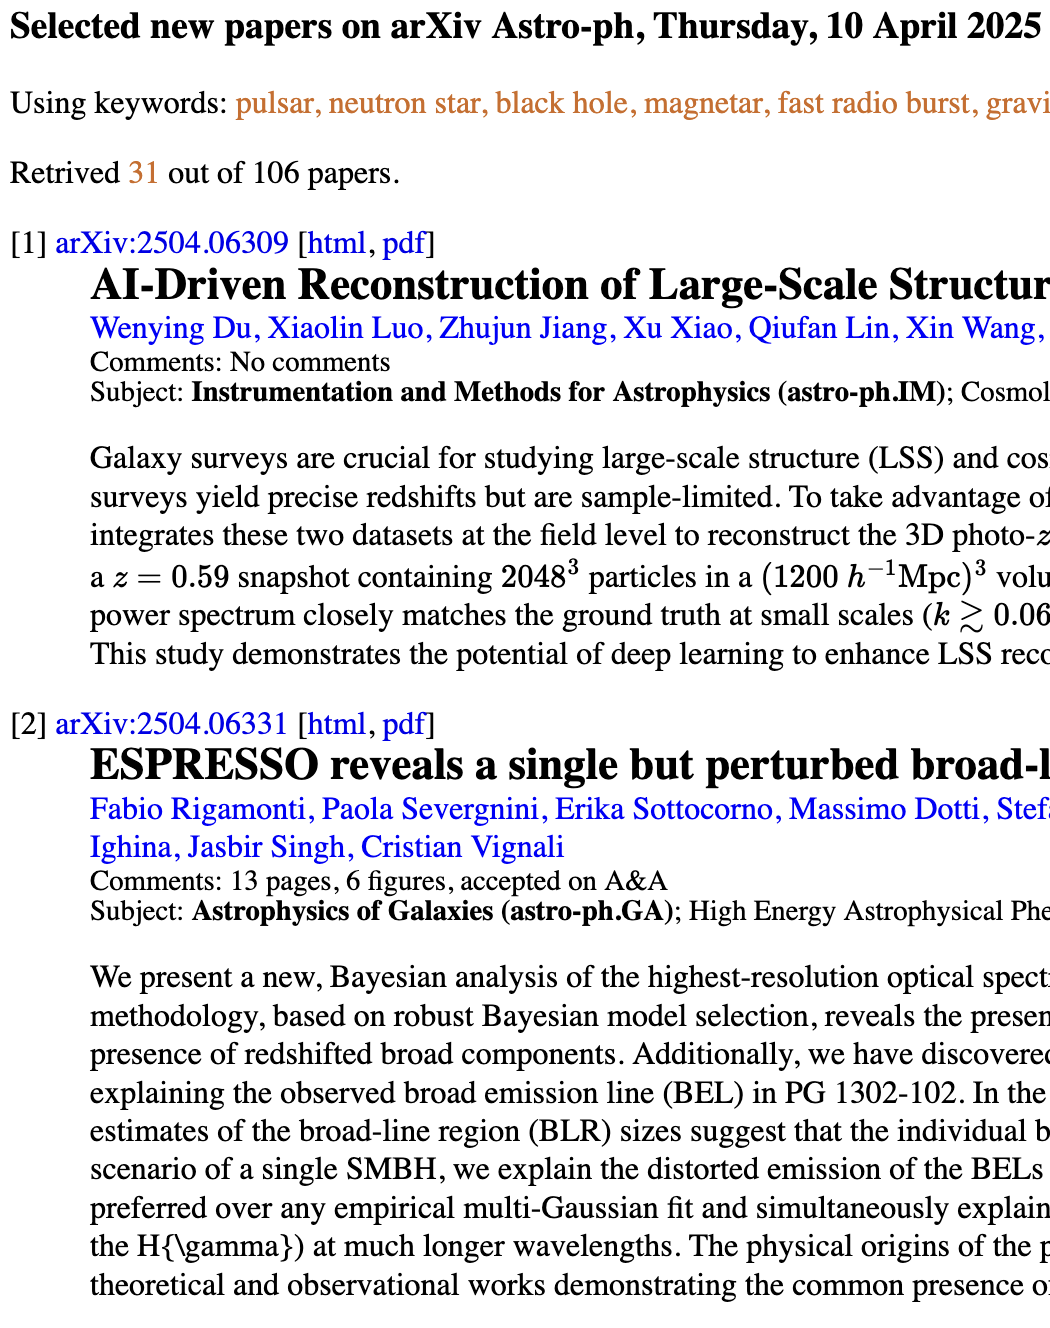 Selected new papers on arXiv Astro-ph, Thursday, 10 April 2025
Using keywords: pulsar, neutron star, black hole, magnetar, fast radio burst, gravi
Retrived 31 out of 106 papers.
[1] arXiv:2504.06309 [html, pdf]
AI-Driven Reconstruction of Large-Scale Structur
Wenying Du, Xiaolin Luo, Zhujun Jiang, Xu Xiao, Qiufan Lin, Xin Wang,
Comments: No comments
Subject: Instrumentation and Methods for Astrophysics (astro-ph.IM); Cosmol
Galaxy surveys are crucial for studying large-scale structure (LSS) and cos
surveys yield precise redshifts but are sample-limited. To take advantage of
integrates these two datasets at the field level to reconstruct the 3D photo-z
a z = 0.59 snapshot containing 2048³ particles in a (1200 h⁻¹Mpc)³ volu
power spectrum closely matches the ground truth at small scales (k ≳ 0.06
This study demonstrates the potential of deep learning to enhance LSS reco
[2] arXiv:2504.06331 [html, pdf]
ESPRESSO reveals a single but perturbed broad-l
Fabio Rigamonti, Paola Severgnini, Erika Sottocorno, Massimo Dotti, Stef
Ighina, Jasbir Singh, Cristian Vignali
Comments: 13 pages, 6 figures, accepted on A&A
Subject: Astrophysics of Galaxies (astro-ph.GA); High Energy Astrophysical Phe
We present a new, Bayesian analysis of the highest-resolution optical spect
methodology, based on robust Bayesian model selection, reveals the presen
presence of redshifted broad components. Additionally, we have discovered
explaining the observed broad emission line (BEL) in PG 1302-102. In the
estimates of the broad-line region (BLR) sizes suggest that the individual b
scenario of a single SMBH, we explain the distorted emission of the BELs
preferred over any empirical multi-Gaussian fit and simultaneously explain
the H{\gamma}) at much longer wavelengths. The physical origins of the p
theoretical and observational works demonstrating the common presence o